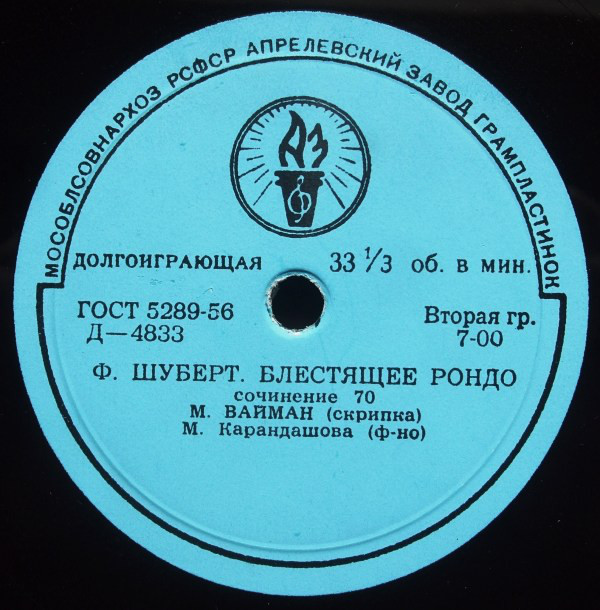 МОСОБЛСОВНАРХОЗ РСФСР АПРЕЛЕВСКИЙ ЗАВОД ГРАМПЛАСТИНОК
АЗ
ДОЛГОИГРАЮЩАЯ 33 1/3 об. в мин.
ГОСТ 5289-56 Вторая гр.
Д—4833 7-00
Ф. ШУБЕРТ. БЛЕСТЯЩЕЕ РОНДО
сочинение 70
М. ВАЙМАН (скрипка)
М. Карандашова (ф-но)